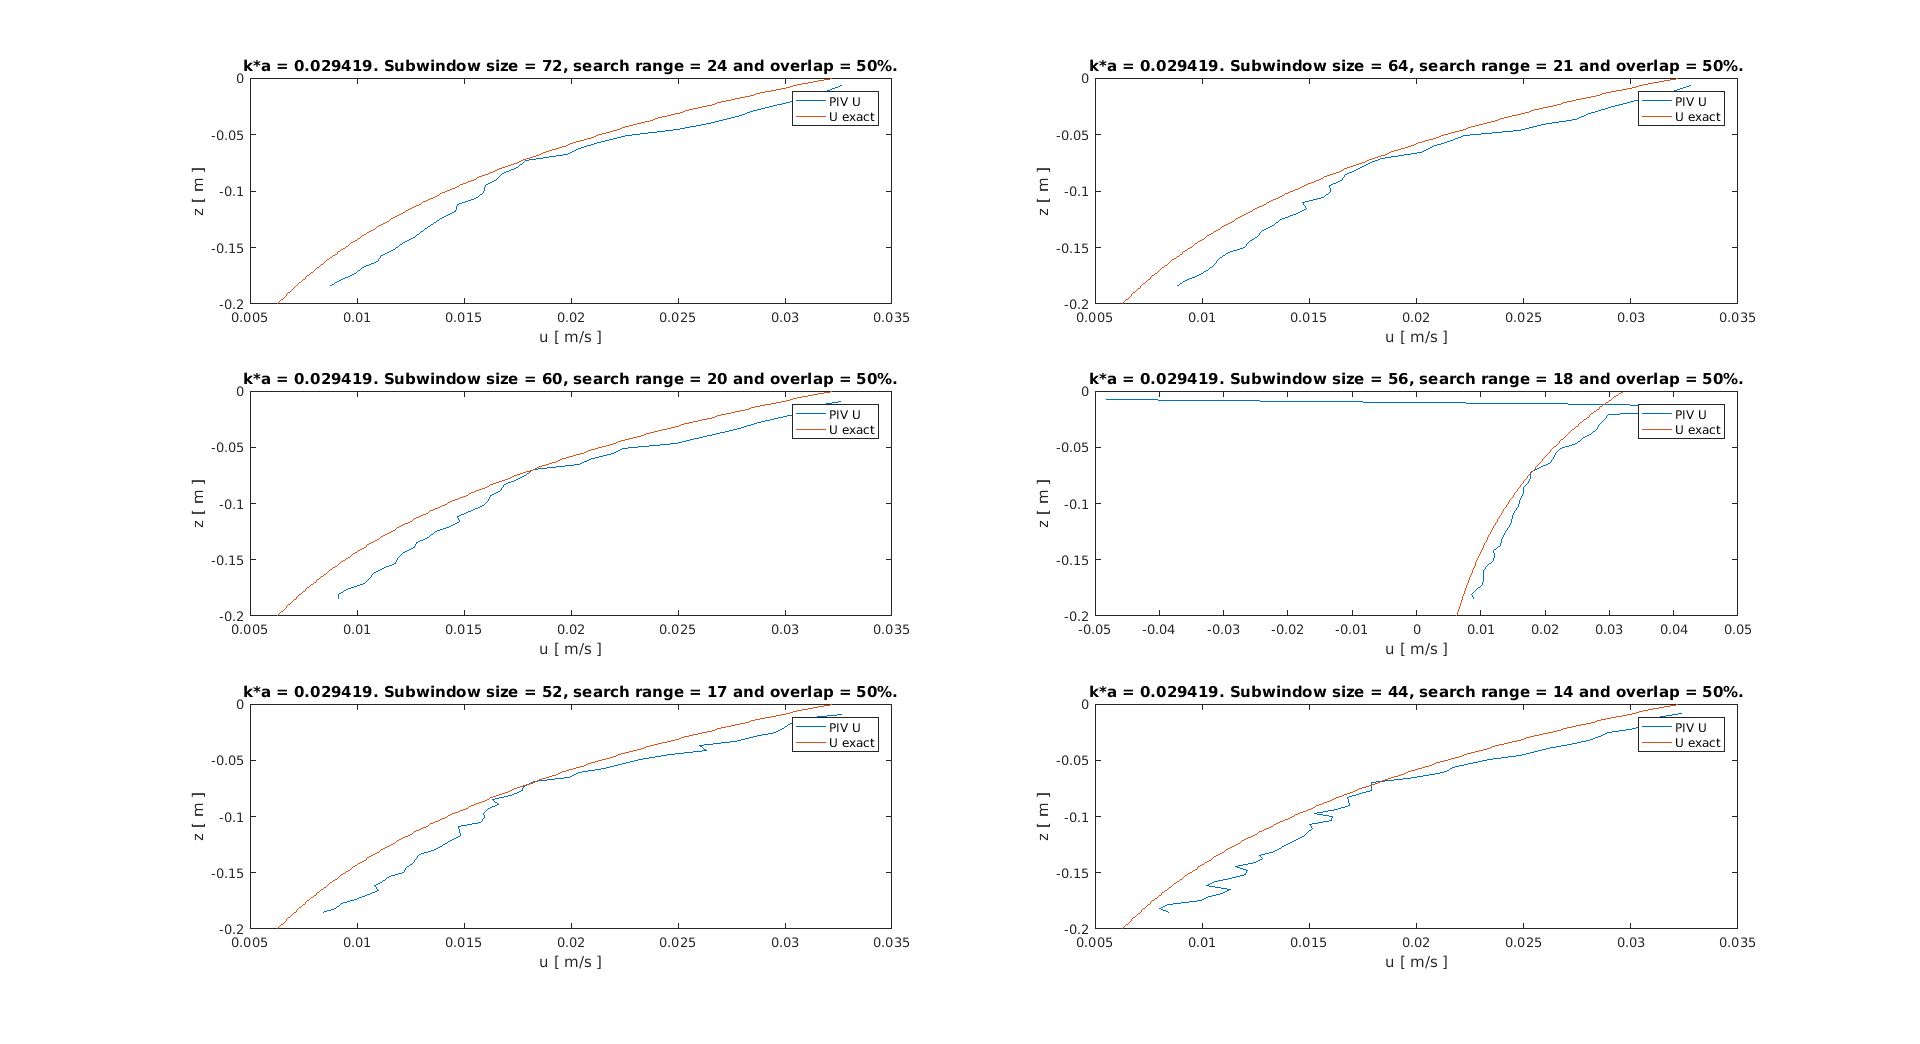 k*a = 0.029419. Subwindow size = 72, search range = 24 and overlap = 50%.
0
-0.05
-0.1
-0.15
-0.2
z [ m ]
PIV U
U exact
0.005 0.01 0.015 0.02 0.025 0.03 0.035
u [ m/s ]
k*a = 0.029419. Subwindow size = 64, search range = 21 and overlap = 50%.
0
-0.05
-0.1
-0.15
-0.2
z [ m ]
PIV U
U exact
0.005 0.01 0.015 0.02 0.025 0.03 0.035
u [ m/s ]
k*a = 0.029419. Subwindow size = 60, search range = 20 and overlap = 50%.
0
-0.05
-0.1
-0.15
-0.2
z [ m ]
PIV U
U exact
0.005 0.01 0.015 0.02 0.025 0.03 0.035
u [ m/s ]
k*a = 0.029419. Subwindow size = 56, search range = 18 and overlap = 50%.
0
-0.05
-0.1
-0.15
-0.2
z [ m ]
PIV U
U exact
-0.05 -0.04 -0.03 -0.02 -0.01 0 0.01 0.02 0.03 0.04 0.05
u [ m/s ]
k*a = 0.029419. Subwindow size = 52, search range = 17 and overlap = 50%.
0
-0.05
-0.1
-0.15
-0.2
z [ m ]
PIV U
U exact
0.005 0.01 0.015 0.02 0.025 0.03 0.035
u [ m/s ]
k*a = 0.029419. Subwindow size = 44, search range = 14 and overlap = 50%.
0
-0.05
-0.1
-0.15
-0.2
z [ m ]
PIV U
U exact
0.005 0.01 0.015 0.02 0.025 0.03 0.035
u [ m/s ]